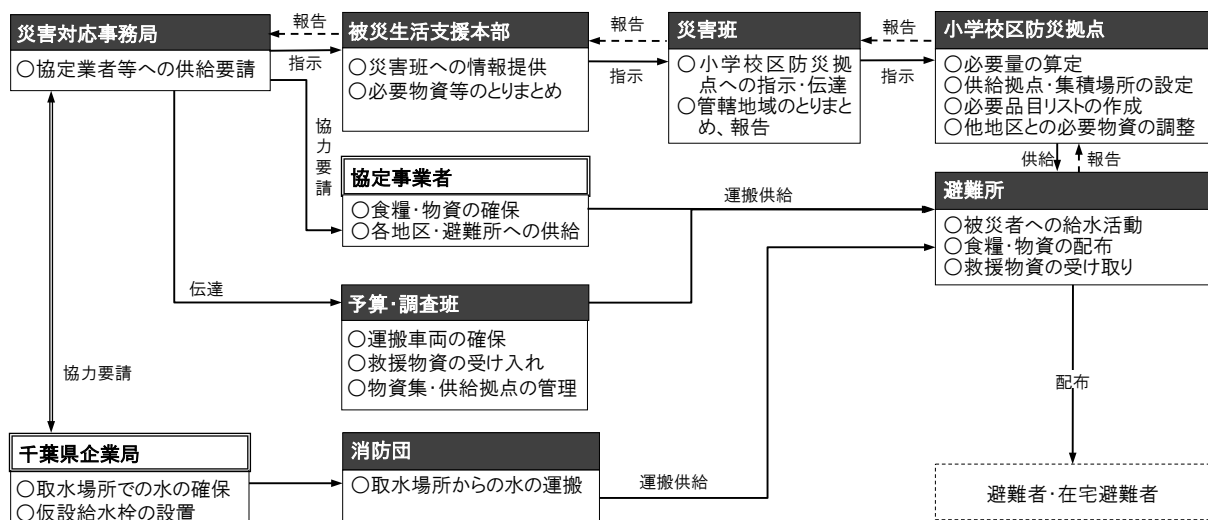 災害対応事務局
○協定業者等への供給要請
報告
指示
被災生活支援本部
○災害班への情報提供
○必要物資等のとりまとめ
報告
指示
災害班
○小学校区防災拠
点への指示・伝達
○管轄地域のとりまと
め、報告
報告
指示
小学校区防災拠点
○必要量の算定
○供給拠点・集積場所の設定
○必要品目リストの作成
○他地区との必要物資の調整
協力要請
供給
報告
協定事業者
○食糧・物資の確保
○各地区・避難所への供給
運搬供給
避難所
○被災者への給水活動
○食糧・物資の配布
○救援物資の受け取り
伝達
予算・調査班
○運搬車両の確保
○救援物資の受け入れ
○物資集・供給拠点の管理
協力要請
配布
千葉県企業局
○取水場所での水の確保
○仮設給水栓の設置
消防団
○取水場所からの水の運搬
運搬供給
避難者・在宅避難者